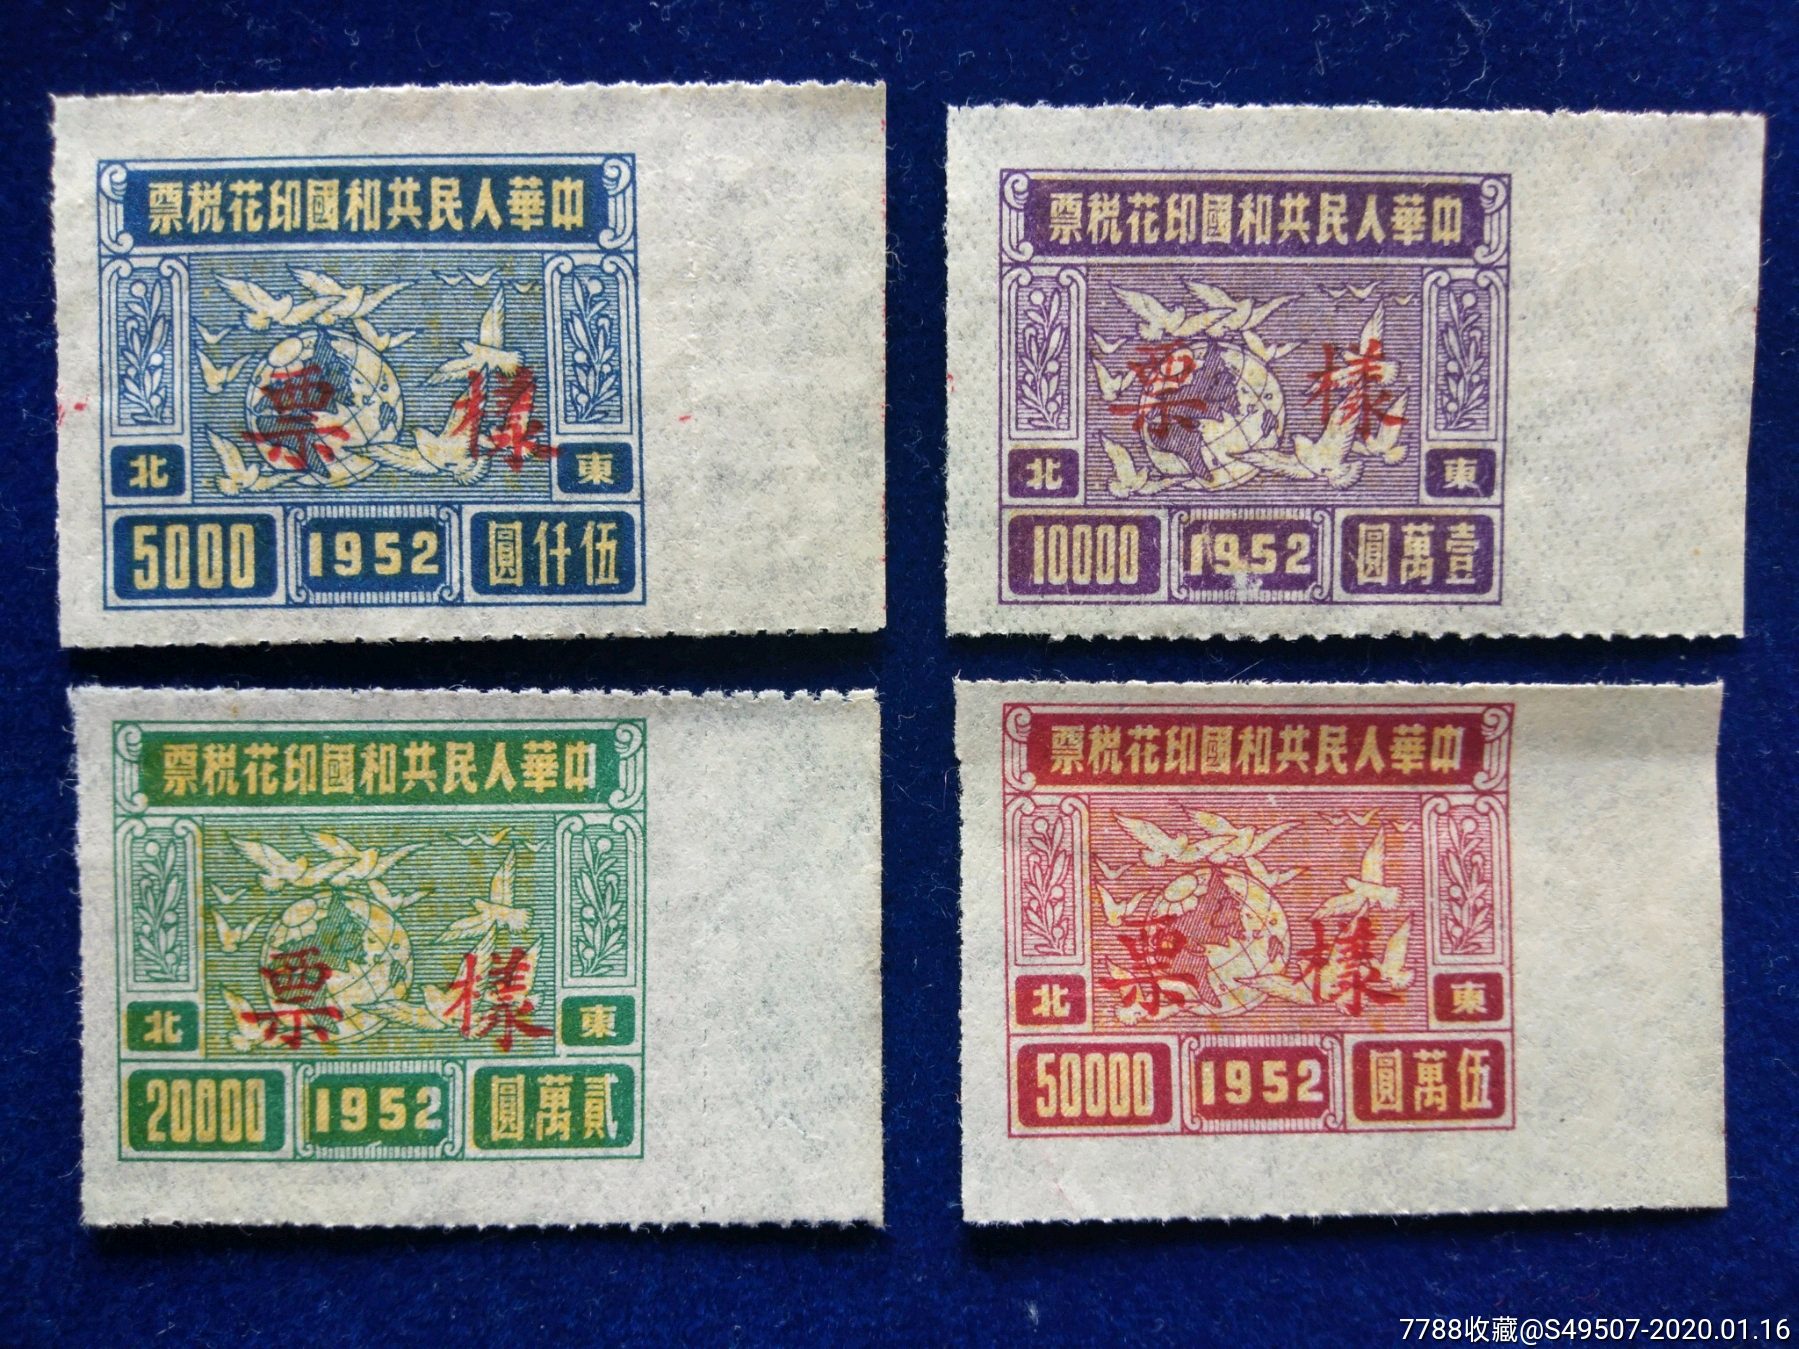 中華人民共和國印花稅票
樣票
東北
5000 1952 伍仟圓
中華人民共和國印花稅票
樣票
東北
10000 1952 壹萬圓
中華人民共和國印花稅票
樣票
東北
20000 1952 貳萬圓
中華人民共和國印花稅票
樣票
東北
50000 1952 伍萬圓
7788收藏@S49507-2020.01.16